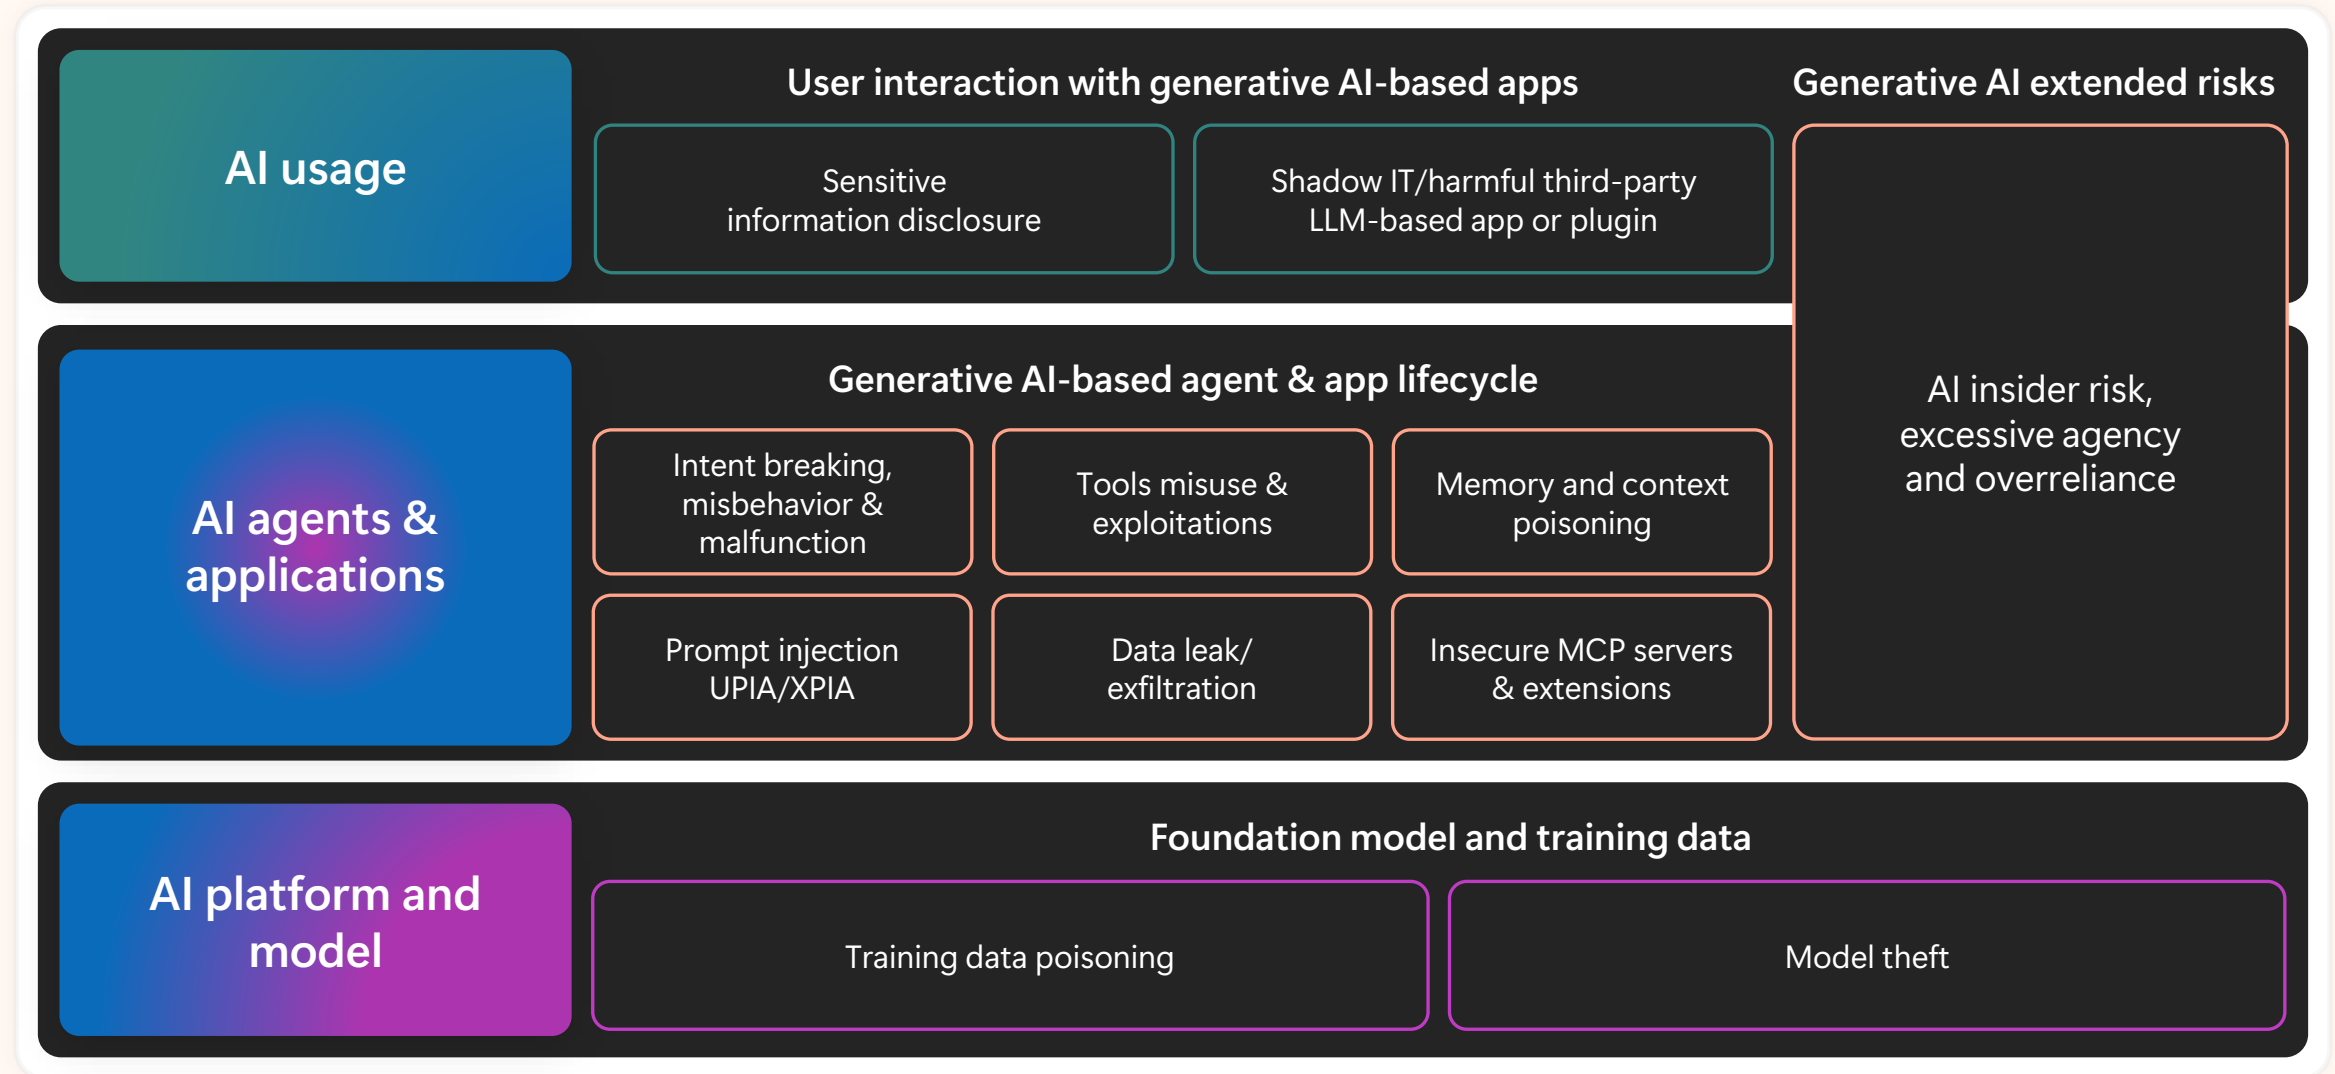 AI usage
User interaction with generative AI-based apps
Sensitive
information disclosure
Shadow IT/harmful third-party
LLM-based app or plugin
Generative AI extended risks
AI insider risk,
excessive agency
and overreliance
AI agents &
applications
Generative AI-based agent & app lifecycle
Intent breaking,
misbehavior &
malfunction
Tools misuse &
exploitations
Memory and context
poisoning
Prompt injection
UPIA/XPIA
Data leak/
exfiltration
Insecure MCP servers
& extensions
AI platform and
model
Foundation model and training data
Training data poisoning
Model theft